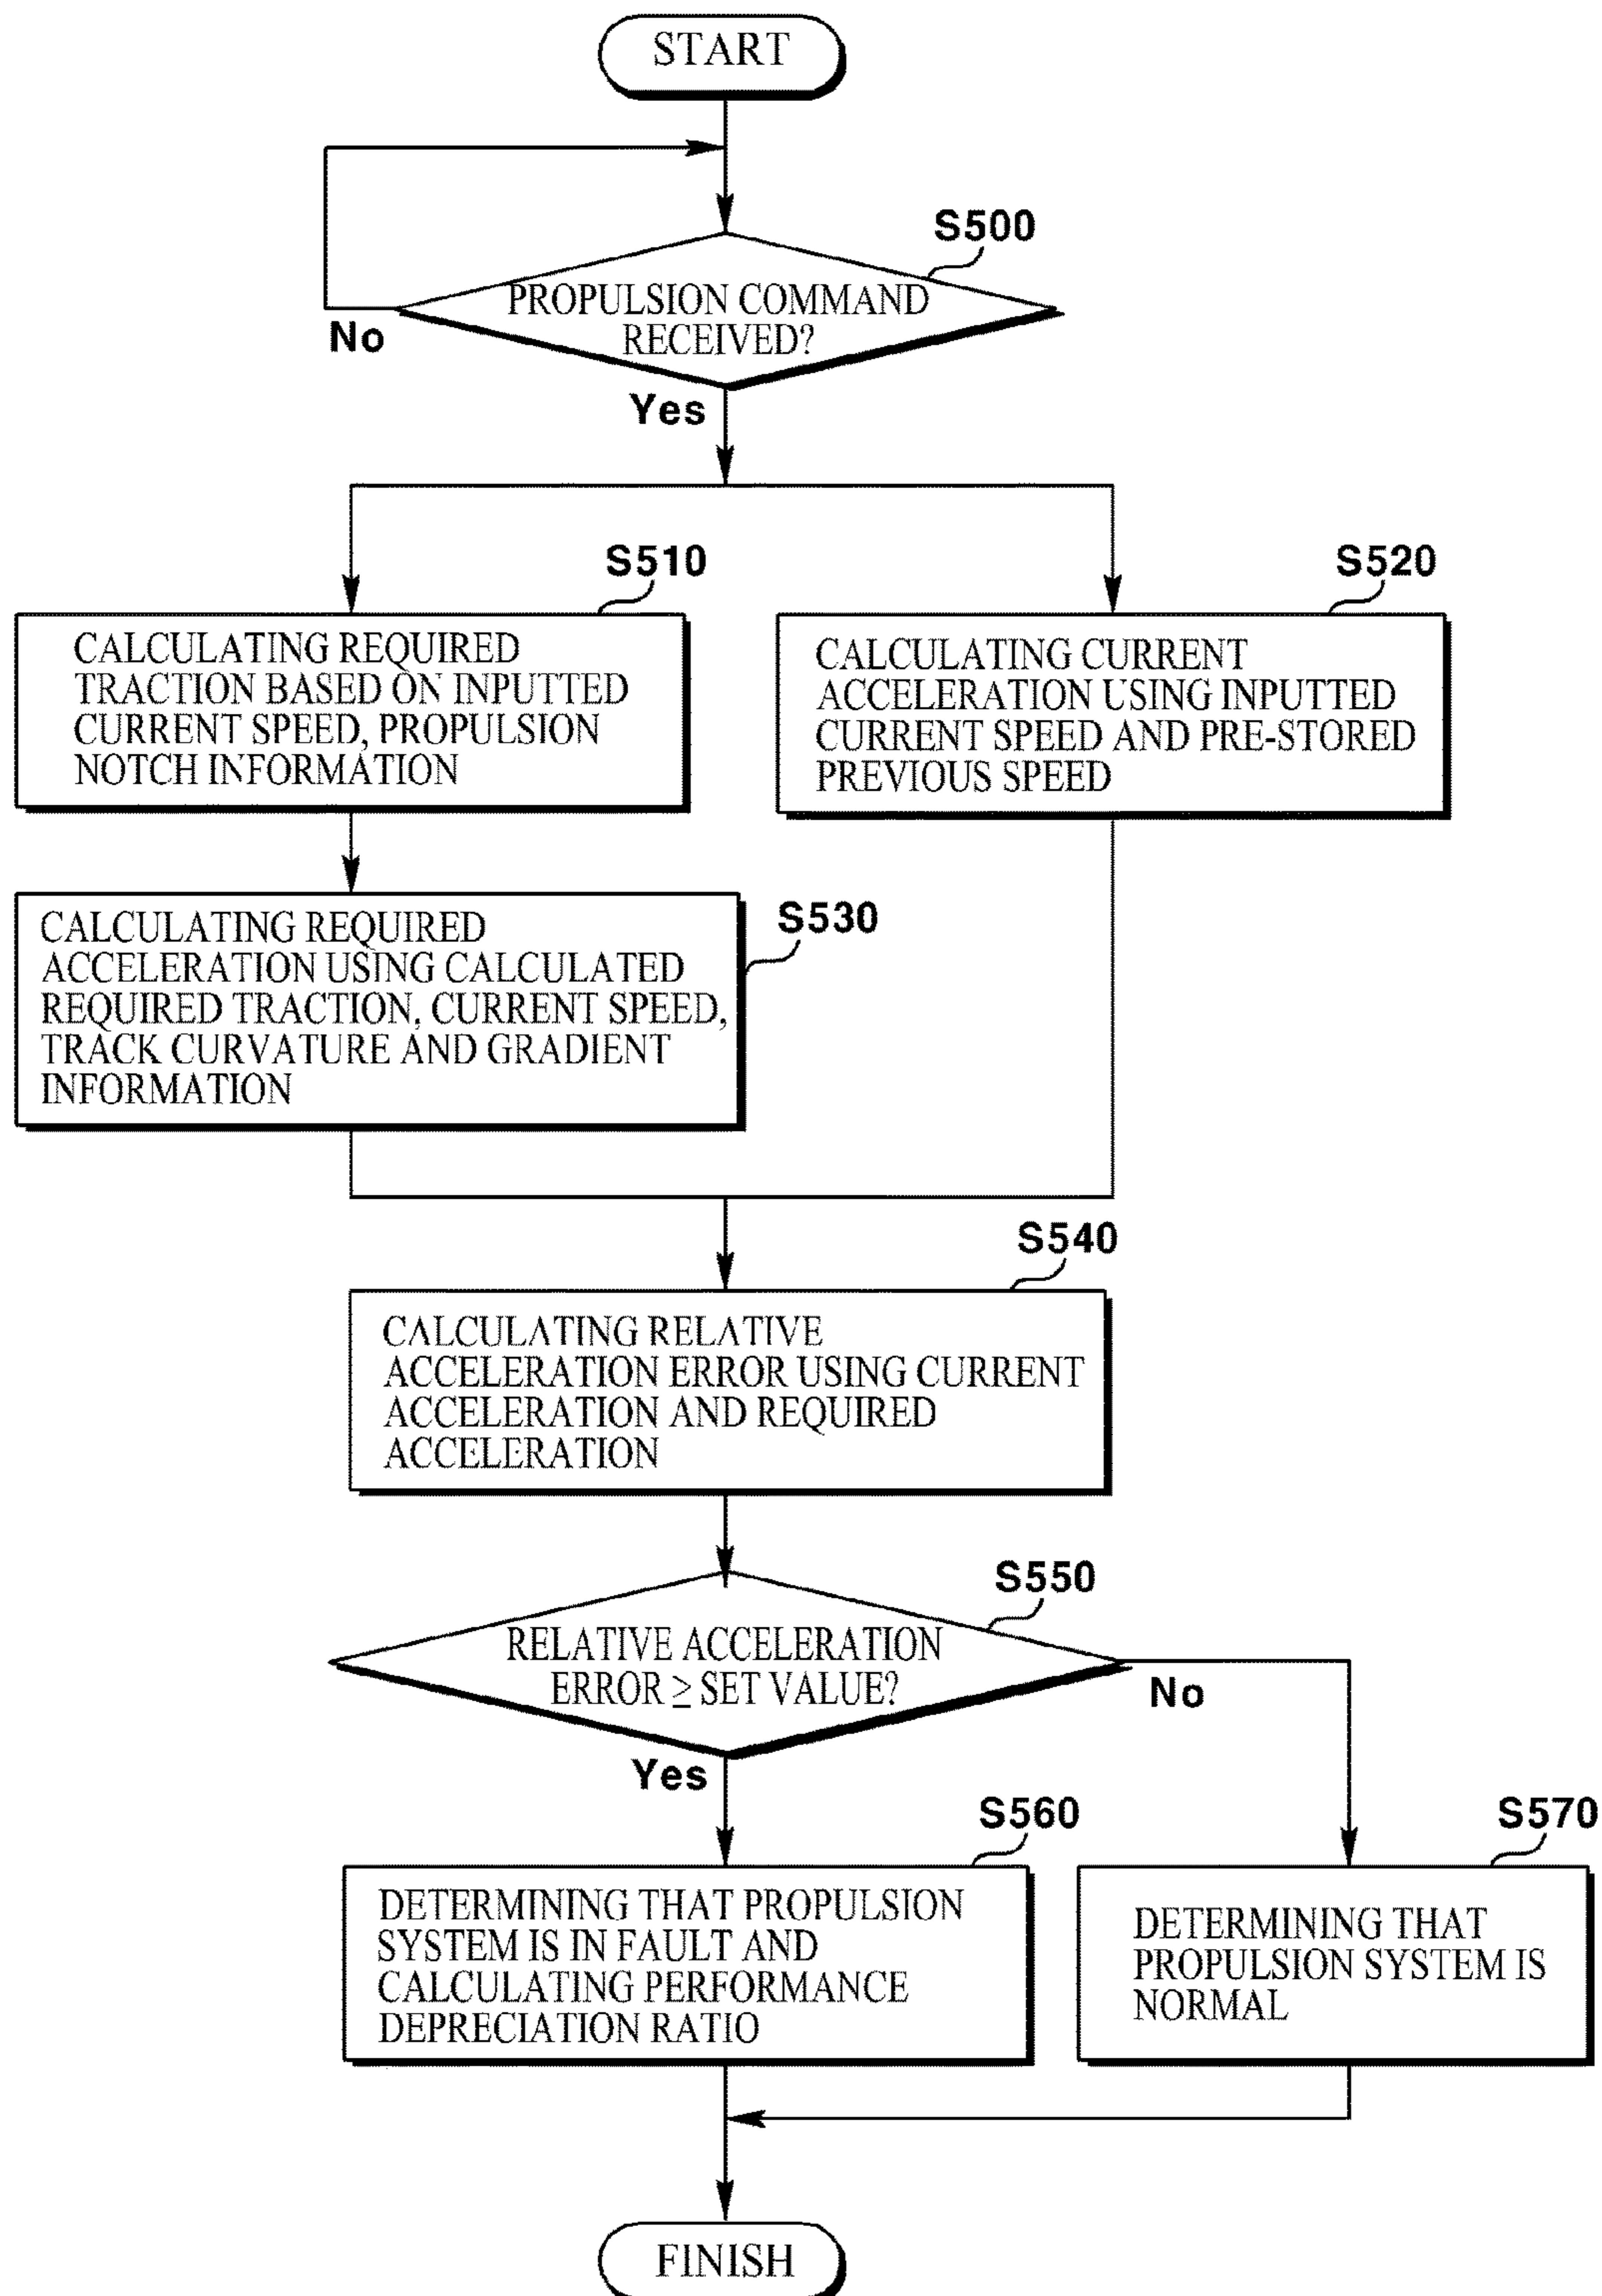 START
S500
PROPULSION COMMAND
RECEIVED?
No
Yes
S510
CALCULATING REQUIRED
TRACTION BASED ON INPUTTED
CURRENT SPEED, PROPULSION
NOTCH INFORMATION
S520
CALCULATING CURRENT
ACCELERATION USING INPUTTED
CURRENT SPEED AND PRE-STORED
PREVIOUS SPEED
S530
CALCULATING REQUIRED
ACCELERATION USING CALCULATED
REQUIRED TRACTION, CURRENT SPEED,
TRACK CURVATURE AND GRADIENT
INFORMATION
S540
CALCULATING RELATIVE
ACCELERATION ERROR USING CURRENT
ACCELERATION AND REQUIRED
ACCELERATION
S550
RELATIVE ACCELERATION
ERROR ≥ SET VALUE?
No
Yes
S560
DETERMINING THAT PROPULSION
SYSTEM IS IN FAULT AND
CALCULATING PERFORMANCE
DEPRECIATION RATIO
S570
DETERMINING THAT
PROPULSION SYSTEM IS
NORMAL
FINISH